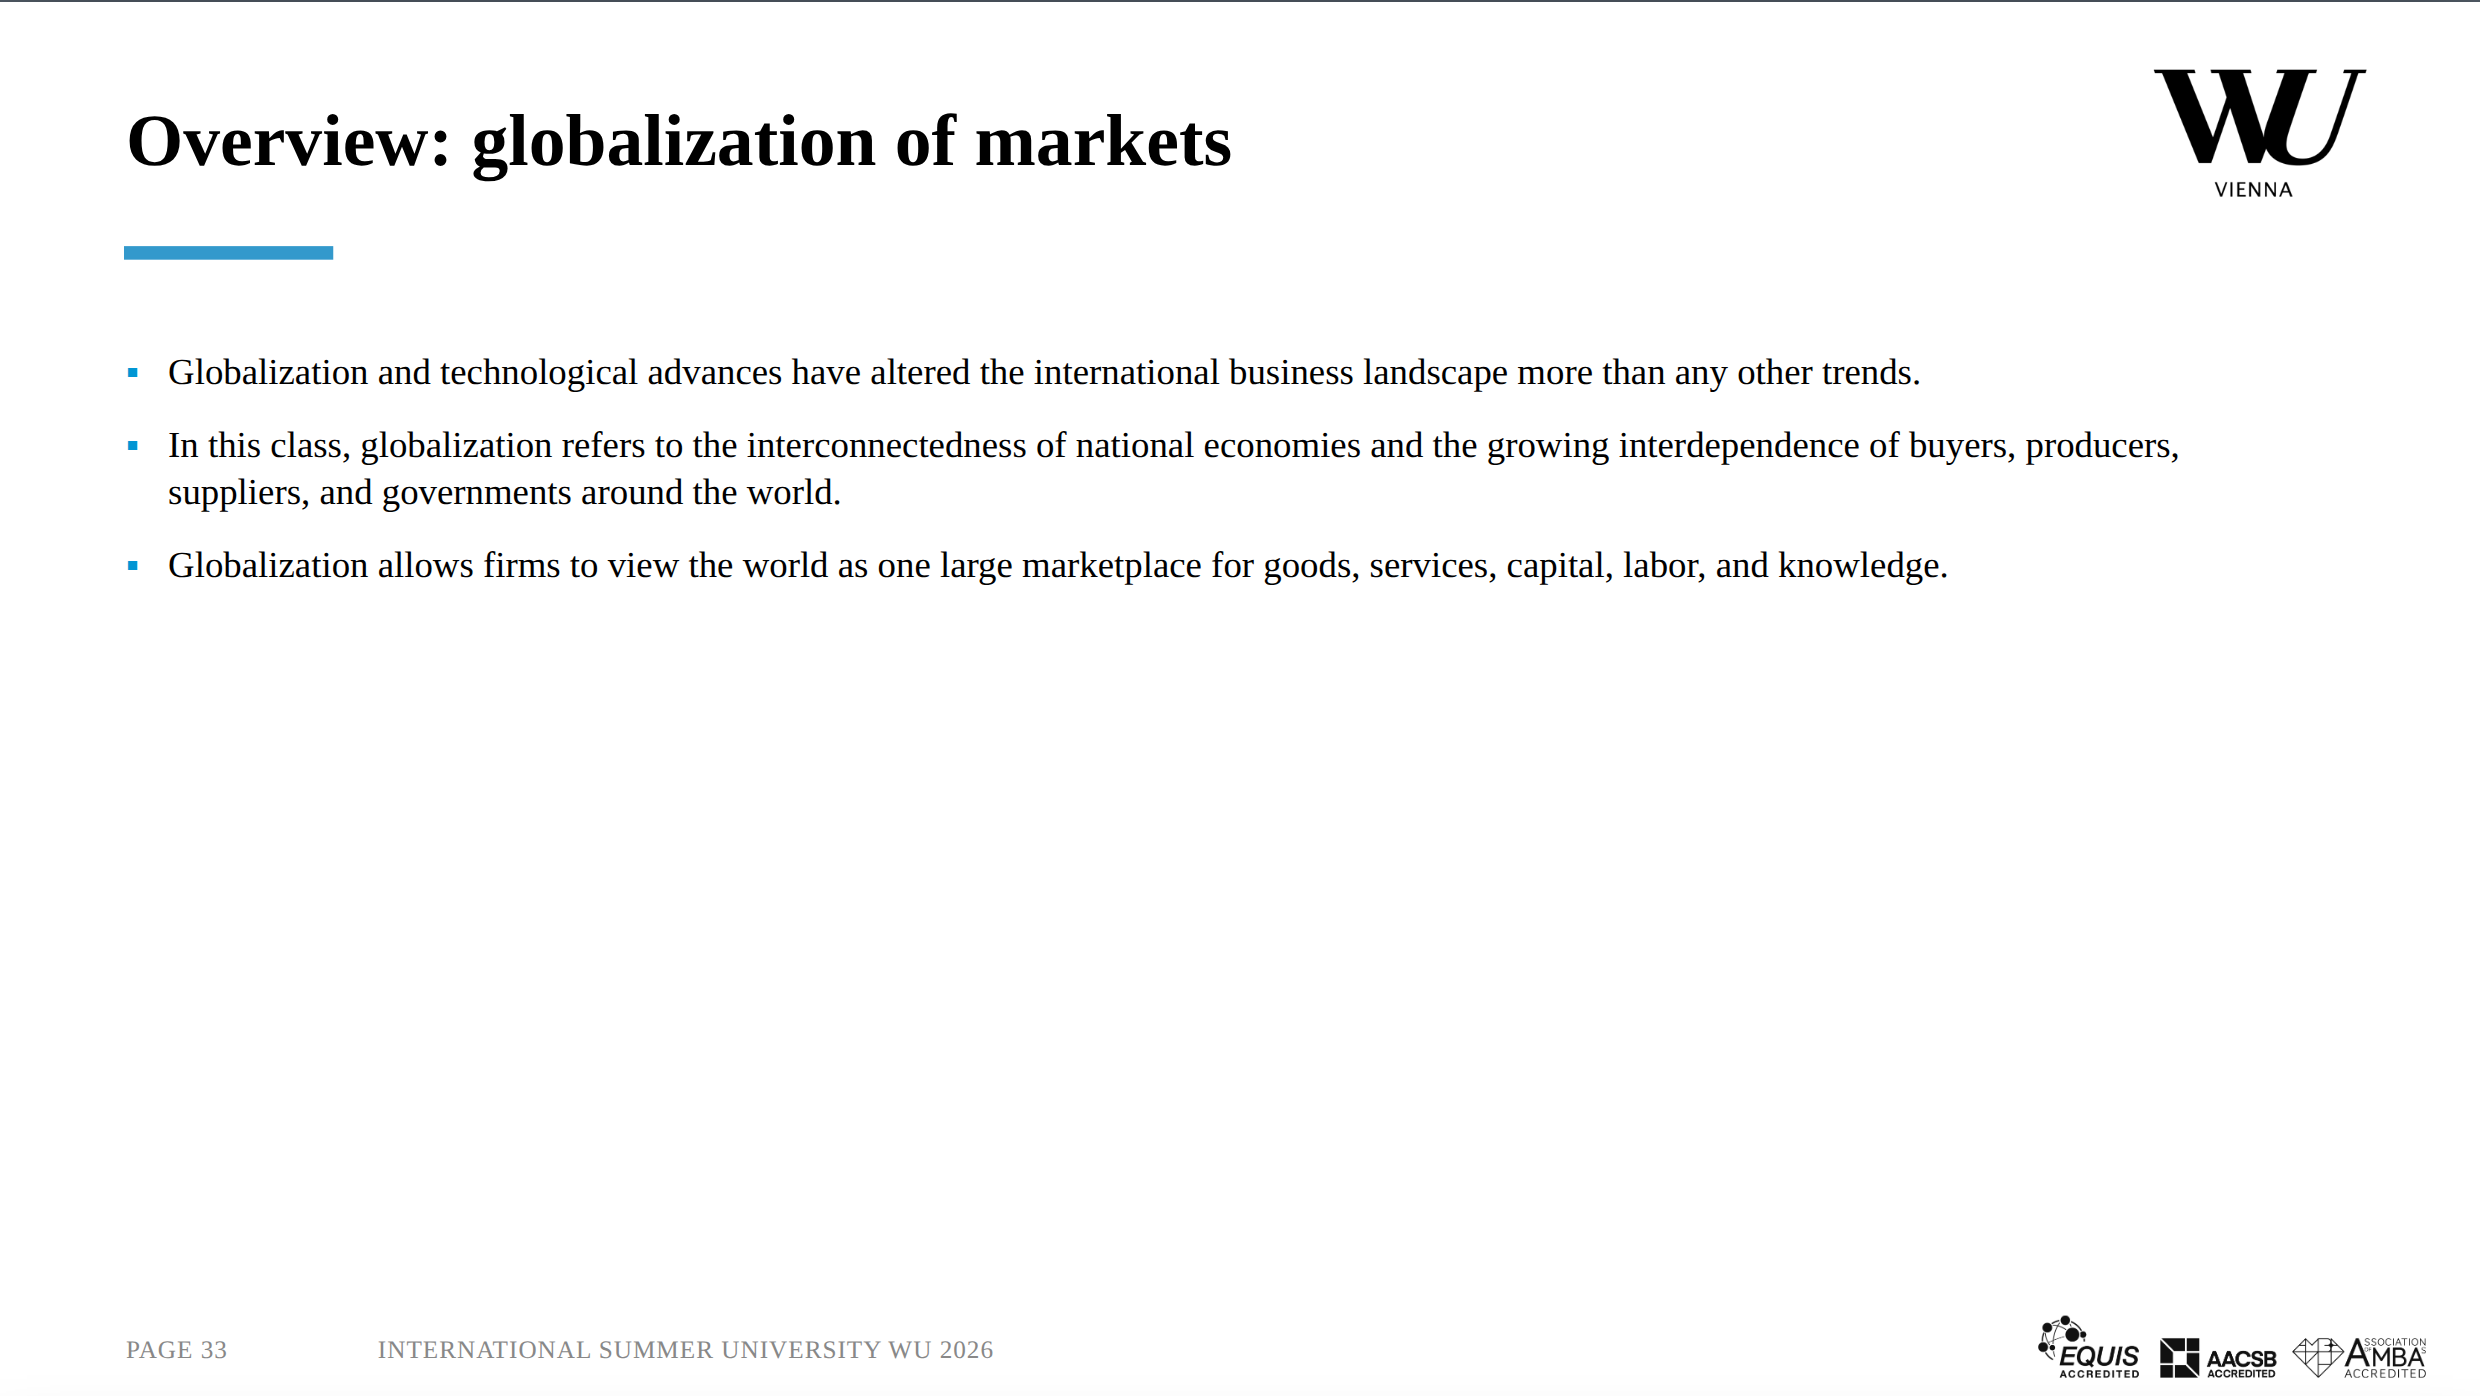 Overview: globalization of markets
WU
VIENNA
▪ Globalization and technological advances have altered the international business landscape more than any other trends.
▪ In this class, globalization refers to the interconnectedness of national economies and the growing interdependence of buyers, producers,
suppliers, and governments around the world.
▪ Globalization allows firms to view the world as one large marketplace for goods, services, capital, labor, and knowledge.
PAGE 33 INTERNATIONAL SUMMER UNIVERSITY WU 2026
EQUIS
ACCREDITED
AACSB
ACCREDITED
ASSOCIATION
OF
AMBAS
ACCREDITED